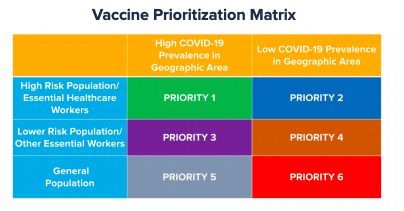 Vaccine Prioritization Matrix
High COVID-19
Prevalence in
Geographic Area
Low COVID-19 Prevalence
in Geographic Area
High Risk Population/
Essential Healthcare
Workers
PRIORITY 1
PRIORITY 2
Lower Risk Population/
Other Essential Workers
PRIORITY 3
PRIORITY 4
General
Population
PRIORITY 5
PRIORITY 6